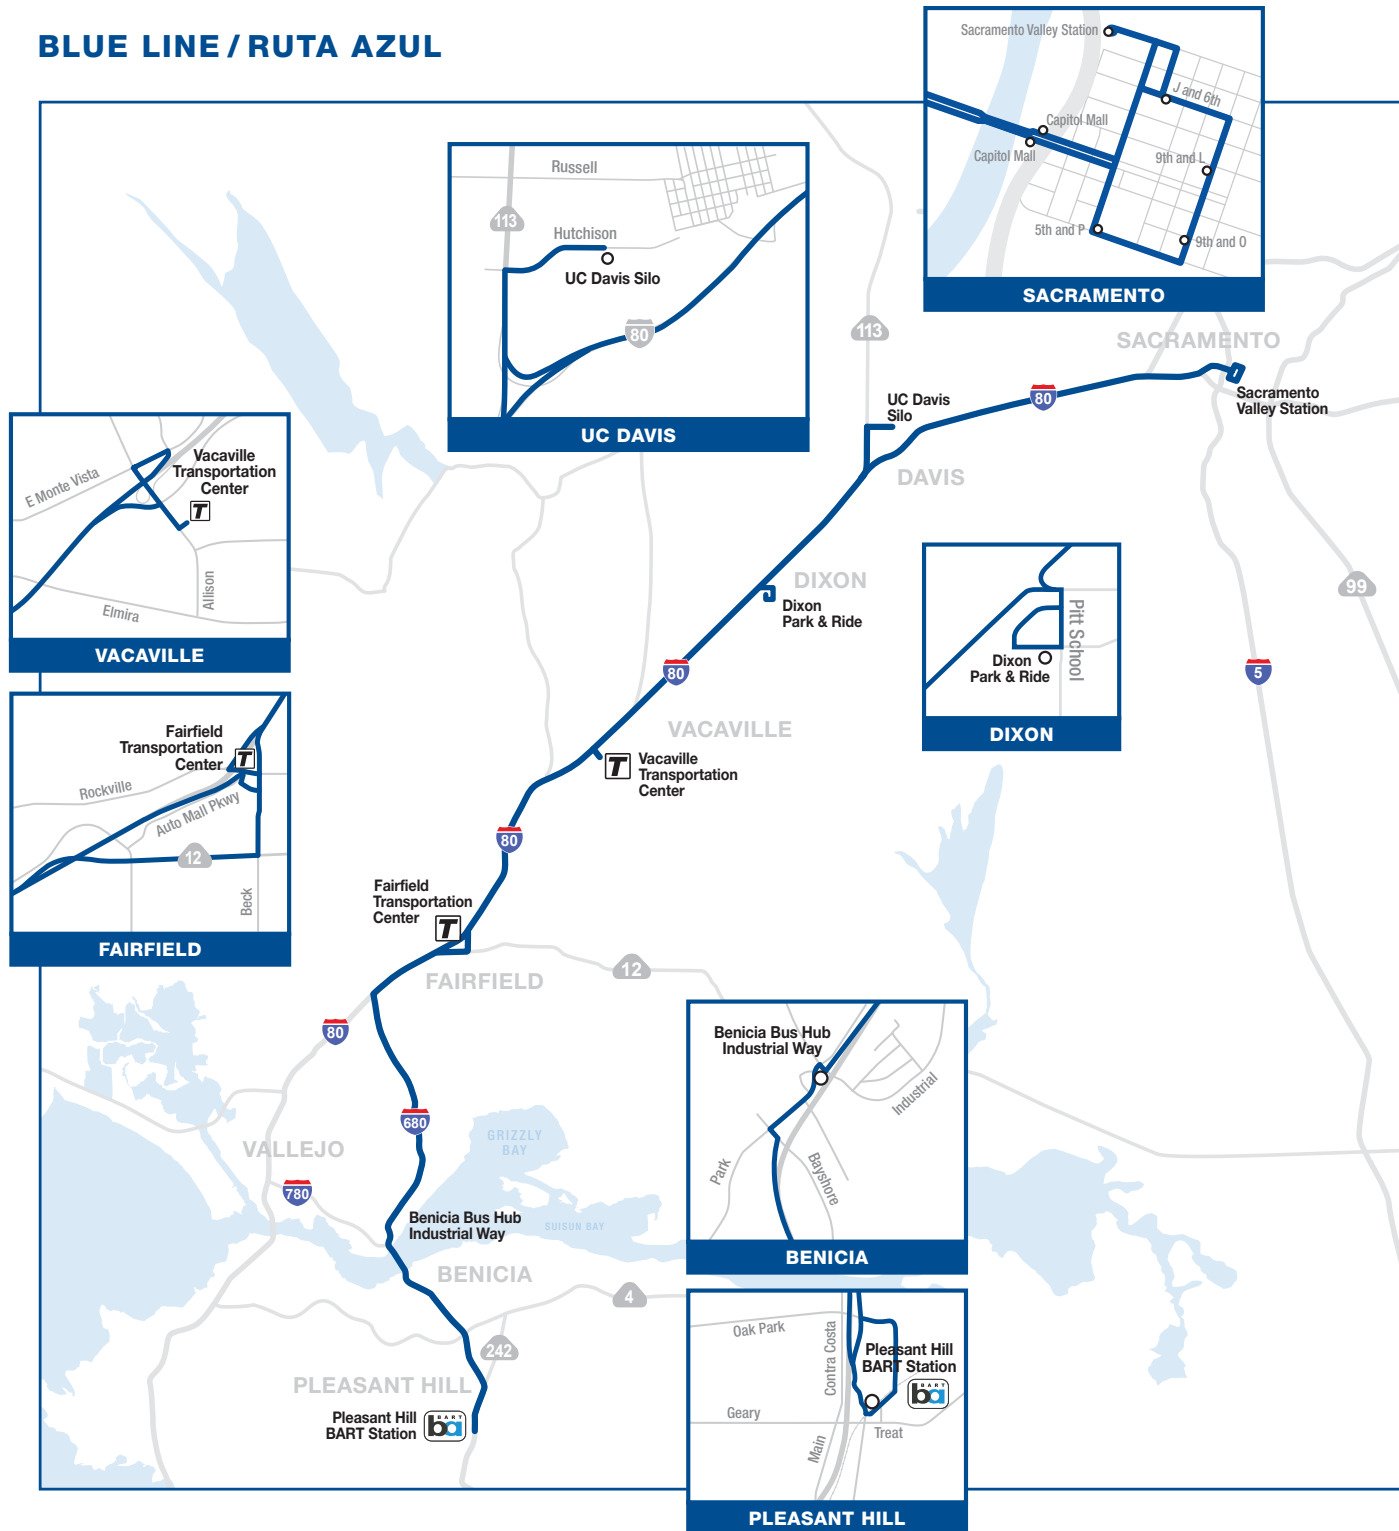 BLUE LINE / RUTA AZUL
Sacramento Valley Station
J and 6th
Capitol Mall
Capitol Mall
9th and L
5th and P
9th and O
SACRAMENTO
Russell
113
Hutchison
UC Davis Silo
80
UC DAVIS
113
SACRAMENTO
80
Sacramento
Valley Station
UC Davis
Silo
DAVIS
Vacaville
Transportation
Center
T
E Monte Vista
Allison
Elmira
VACAVILLE
DIXON
Dixon
Park & Ride
Pitt School
Dixon
Park & Ride
DIXON
99
5
80
VACAVILLE
T
Vacaville
Transportation
Center
Fairfield
Transportation
Center
T
Rockville
Auto Mall Pkwy
12
Beck
FAIRFIELD
80
Fairfield
Transportation
Center
T
FAIRFIELD
12
80
Benicia Bus Hub
Industrial Way
Industrial
Park
Bayshore
BENICIA
680
GRIZZLY
BAY
VALLEJO
780
Benicia Bus Hub
Industrial Way
SUISUN BAY
BENICIA
4
242
PLEASANT HILL
Pleasant Hill
BART Station
BART
ba
Oak Park
Contra Costa
Pleasant Hill
BART Station
BART
ba
Geary
Treat
Main
PLEASANT HILL